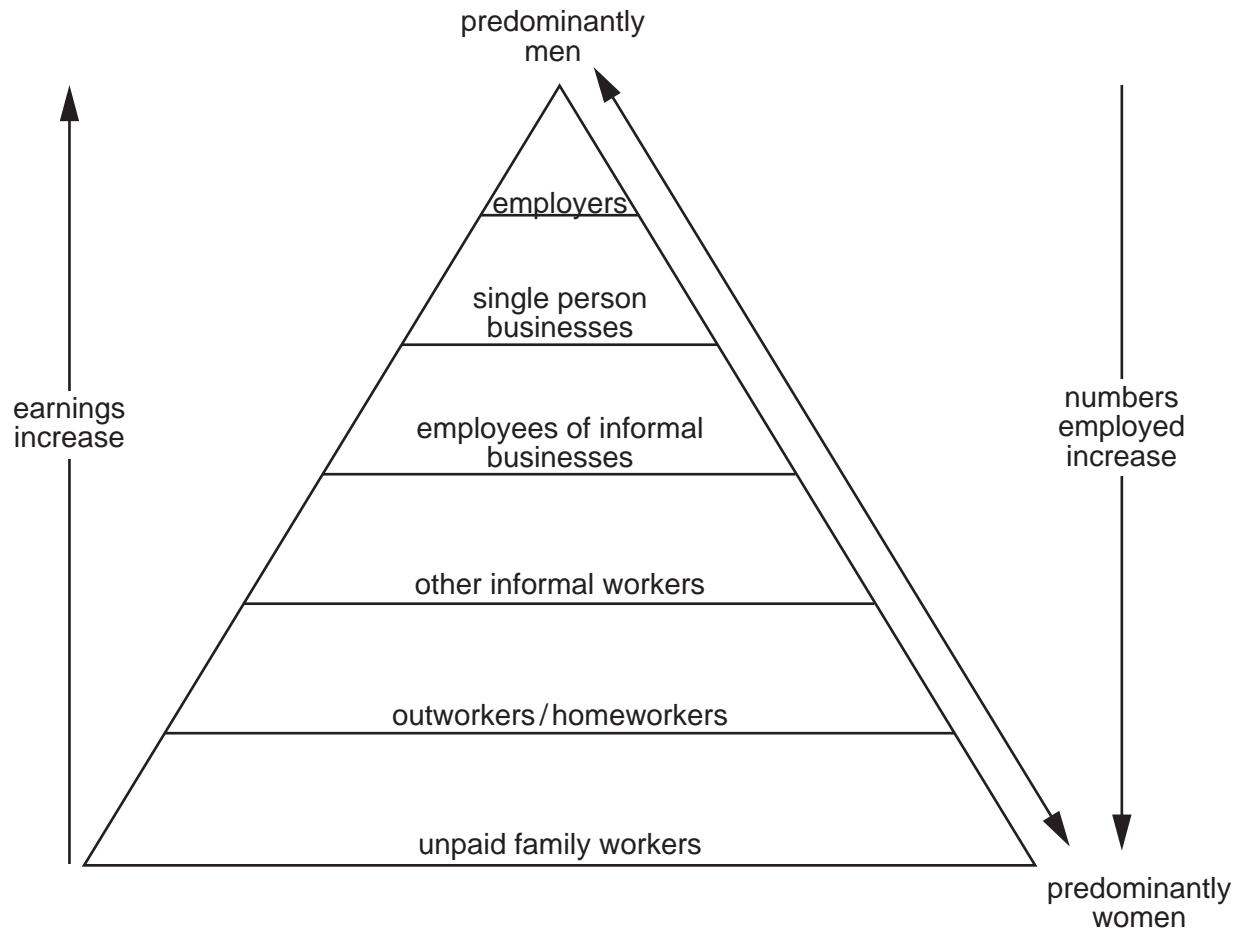 predominantly
men
employers
single person
businesses
earnings
increase
numbers
employed
increase
employees of informal
businesses
other informal workers
outworkers/homeworkers
unpaid family workers
predominantly
women